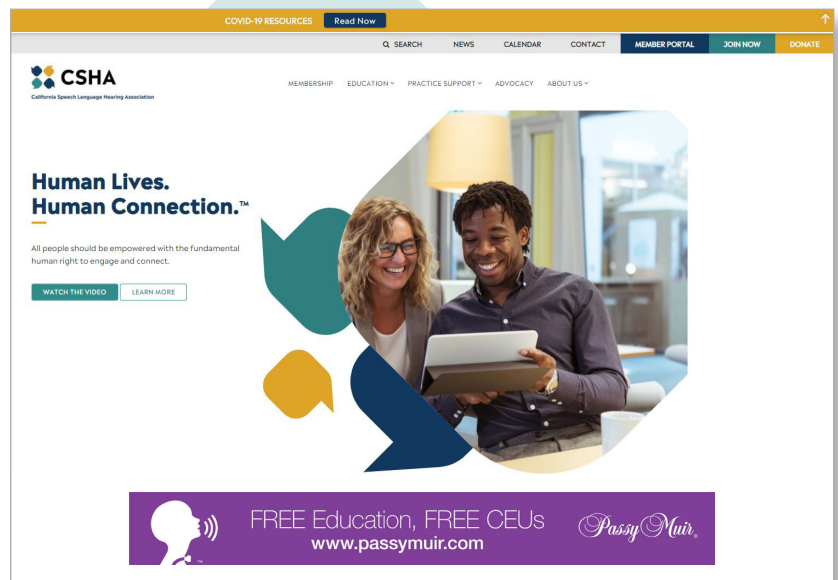 COVID-19 RESOURCES Read Now
SEARCH NEWS CALENDAR CONTACT MEMBER PORTAL JOIN NOW DONATE
CSHA
California Speech Language Hearing Association
MEMBERSHIP EDUCATION PRACTICE SUPPORT ADVOCACY ABOUT US
Human Lives.
Human Connection.™
All people should be empowered with the fundamental
human right to engage and connect.
WATCH THE VIDEO LEARN MORE
FREE Education, FREE CEUs
www.passymuir.com
Passy Muir®
TM